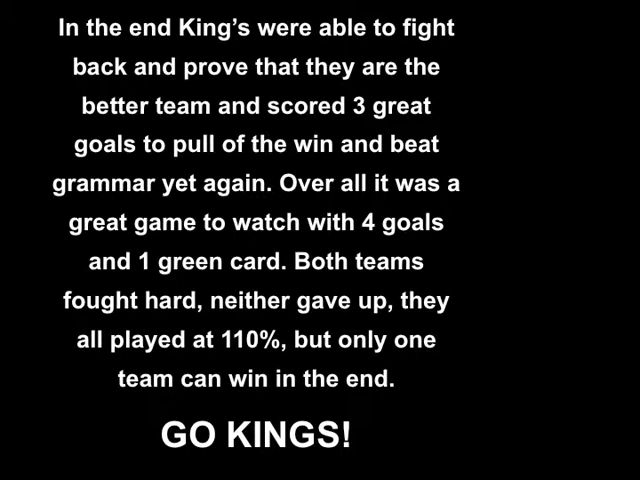 In the end King's were able to fight
back and prove that they are the
better team and scored 3 great
goals to pull of the win and beat
grammar yet again. Over all it was a
great game to watch with 4 goals
and 1 green card. Both teams
fought hard, neither gave up, they
all played at 110%, but only one
team can win in the end.
GO KINGS!